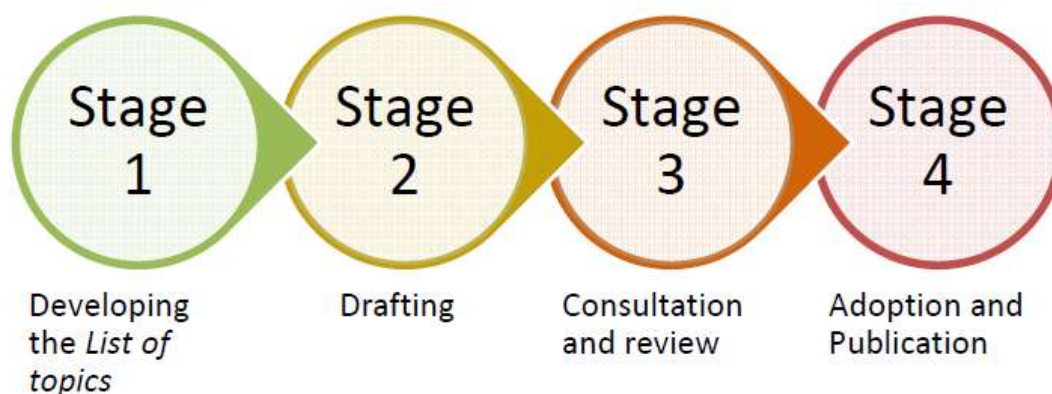 Stage
1
Stage
2
Stage
3
Stage
4
Developing
the List of
topics
Drafting
Consultation
and review
Adoption and
Publication